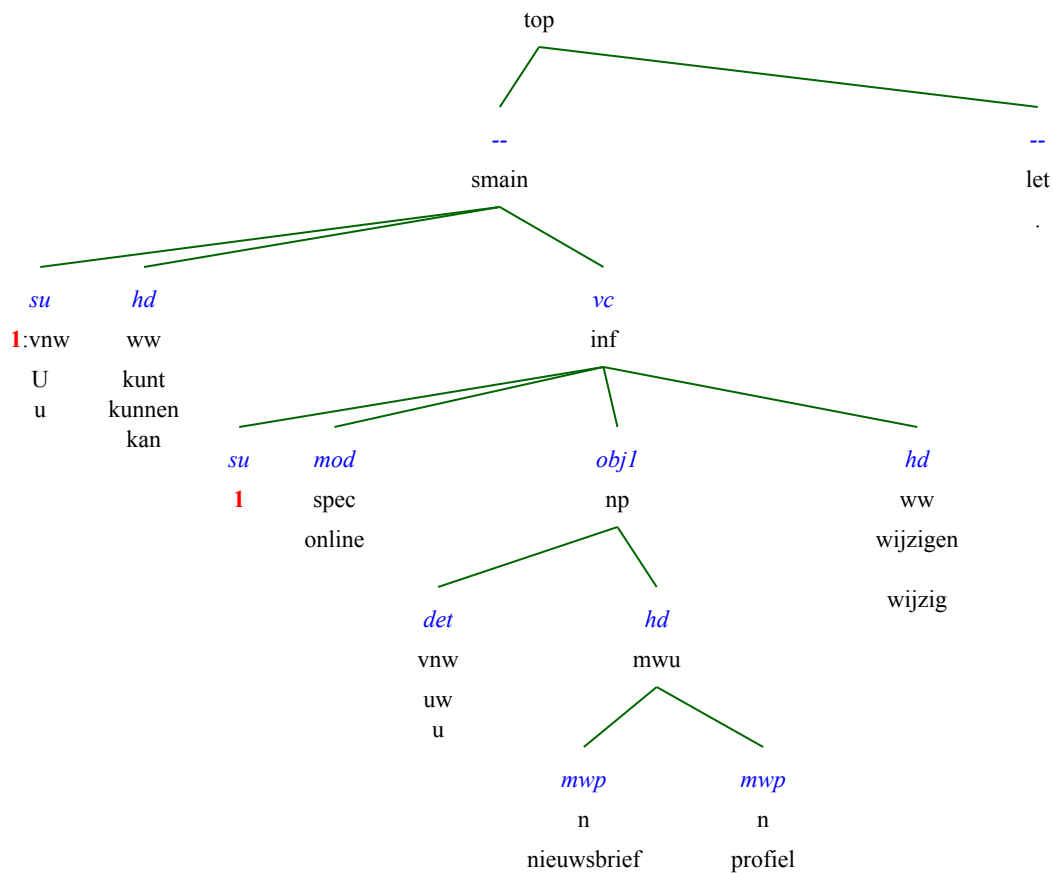 top
-- --
smain let
.
su hd vc
1:vnw ww inf
U kunt
u kunnen
kan
su mod obj1 hd
1 spec np ww
online wijzigen
wijzig
det hd
vnw mwu
uw
u
mwp mwp
n n
nieuwsbrief profiel